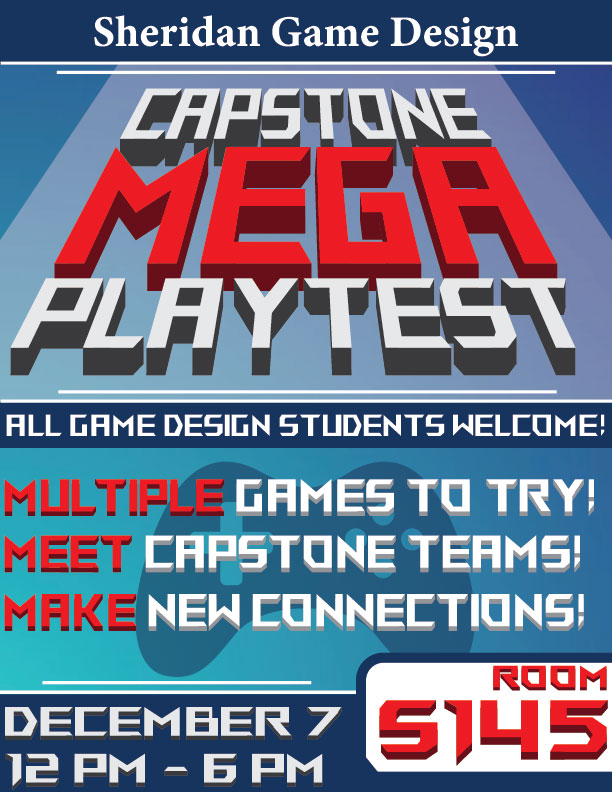 Sheridan Game Design
CAPSTONE
MEGA
PLAYTEST
ALL GAME DESIGN STUDENTS WELCOME!
MULTIPLE GAMES TO TRY!
MEET CAPSTONE TEAMS!
MAKE NEW CONNECTIONS!
ROOM
S145
DECEMBER 7
12 PM - 6 PM